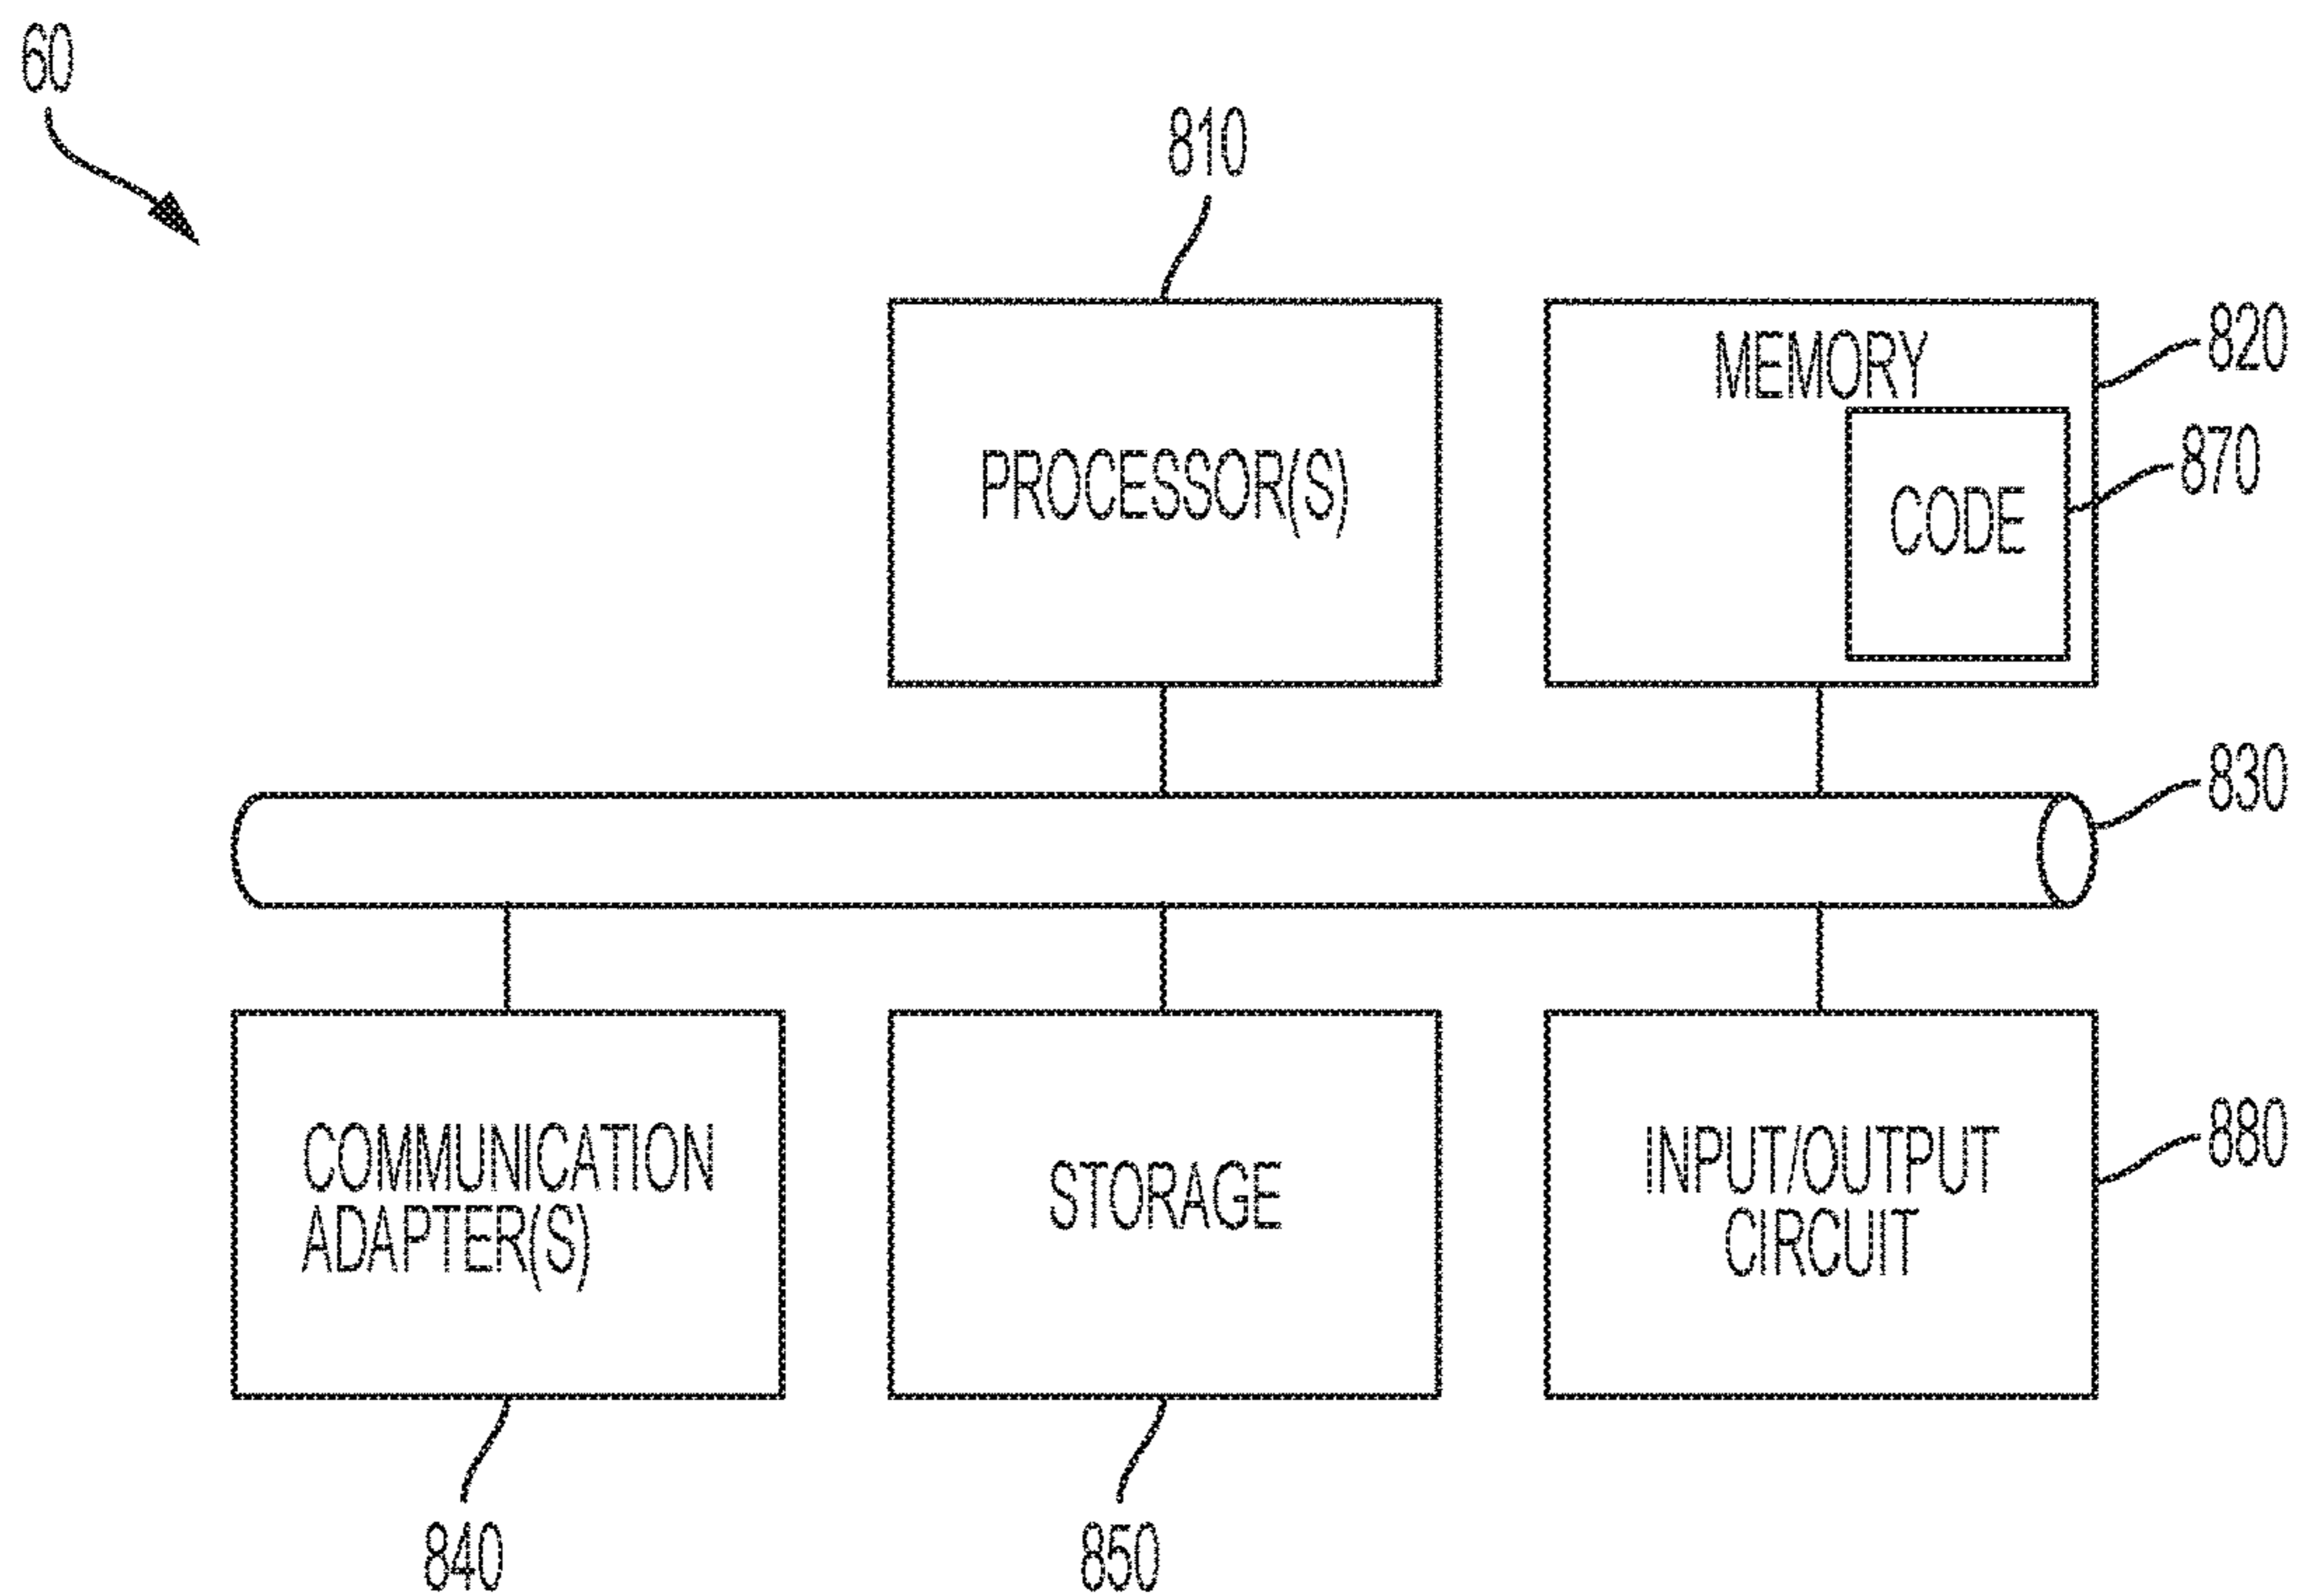 60
810
PROCESSOR(S)
MEMORY
820
CODE
870
830
COMMUNICATION
ADAPTER(S)
STORAGE
INPUT/OUTPUT
CIRCUIT
880
840
850